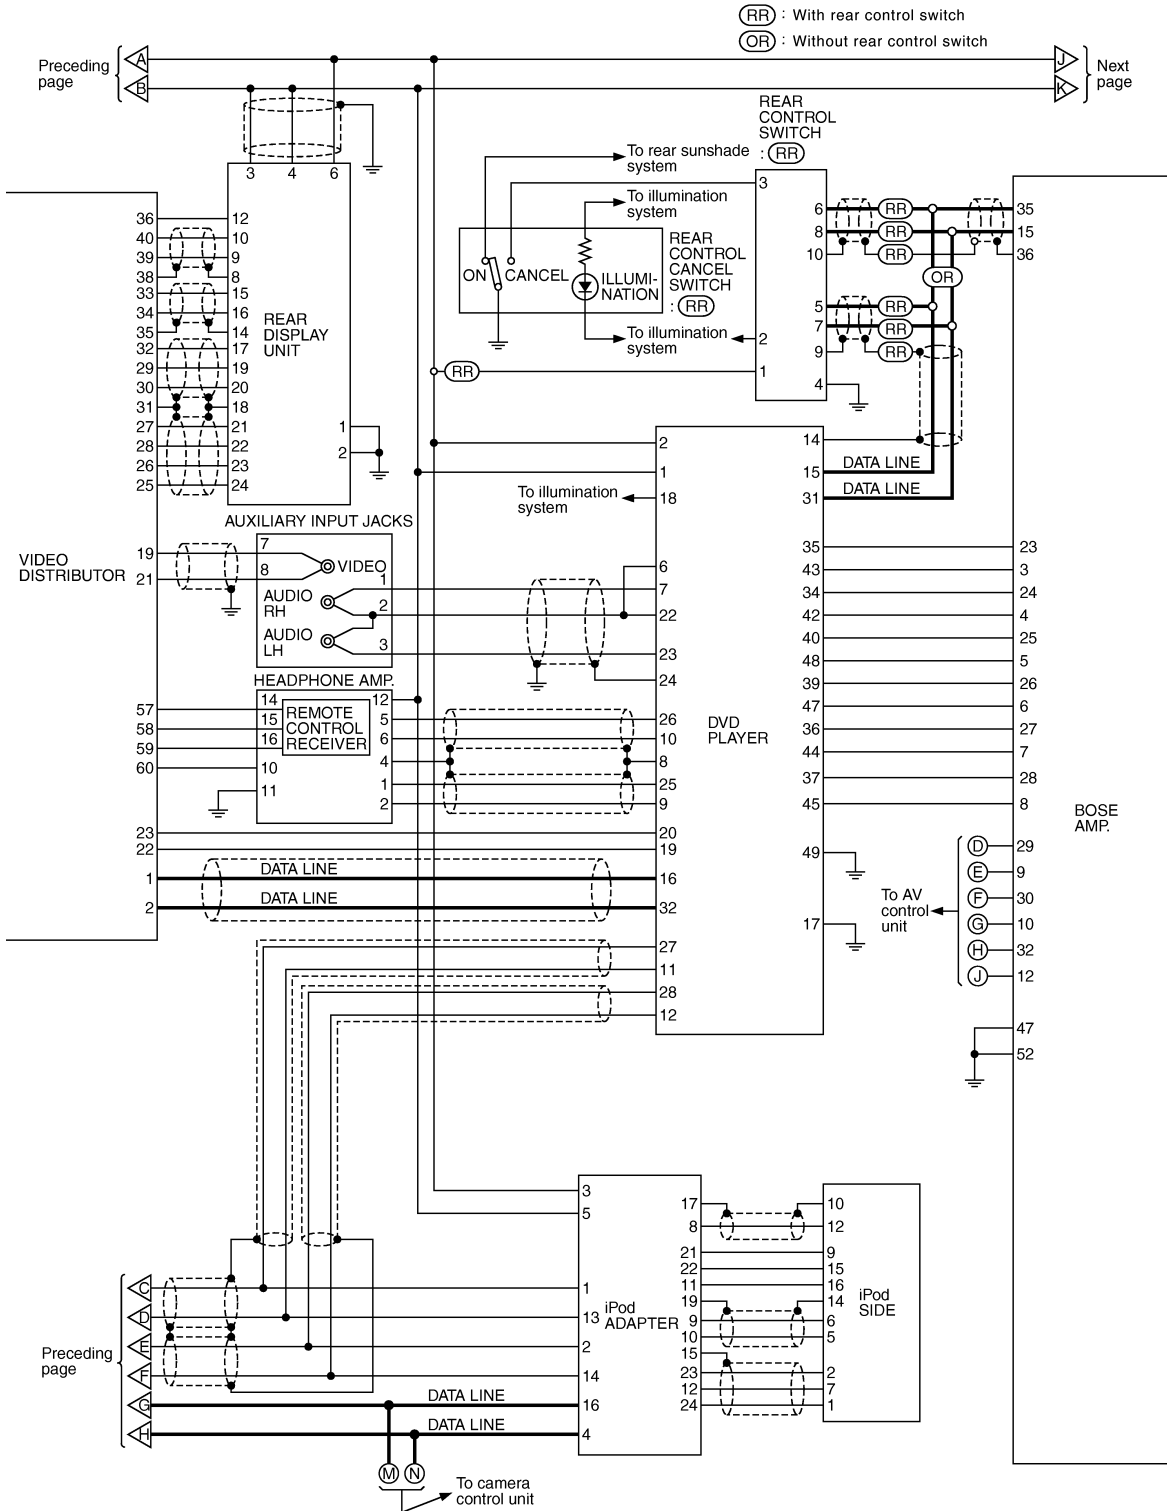 RR : With rear control switch
OR : Without rear control switch
Preceding
page
A
B
J
K
Next
page
REAR
CONTROL
SWITCH
: RR
To rear sunshade
system
To illumination
system
3 4 6
3
6 RR 35
8 RR 15
10 RR 36
OR
5 RR
7 RR
9 RR
4
2
1
RR
ON CANCEL
ILLUMI-
NATION
REAR
CONTROL
CANCEL
SWITCH
: RR
To illumination
system
36 12
40 10
39 9
38 8
33 15
34 16
35 14
32 17
29 19
30 20
31 18
27 21
28 22
26 23
25 24
REAR
DISPLAY
UNIT
1
2
2
1
To illumination
system
18
14
15 DATA LINE
31 DATA LINE
AUXILIARY INPUT JACKS
VIDEO
DISTRIBUTOR
19 7
21 8
VIDEO
AUDIO
RH
AUDIO
LH
1
2
3
6
7
22
23
24
35 23
43 3
34 24
42 4
40 25
48 5
39 26
47 6
36 27
44 7
37 28
45 8
HEADPHONE AMP.
57 14
58 15
59 16
60 10
11
REMOTE
CONTROL
RECEIVER
12
5 26
6 10
4 8
1 25
2 9
DVD
PLAYER
BOSE
AMP.
23 20
22 19
1 DATA LINE 16
2 DATA LINE 32
49
17
To AV
control
unit
D 29
E 9
F 30
G 10
H 32
J 12
27
11
28
12
47
52
3
5
Preceding
page
C 1
D 13
E 2
F 14
G DATA LINE 16
H DATA LINE 4
iPod
ADAPTER
17 10
8 12
21 9
22 15
11 16
19 14
9 6
10 5
15
23 2
12 7
24 1
iPod
SIDE
M N
To camera
control unit